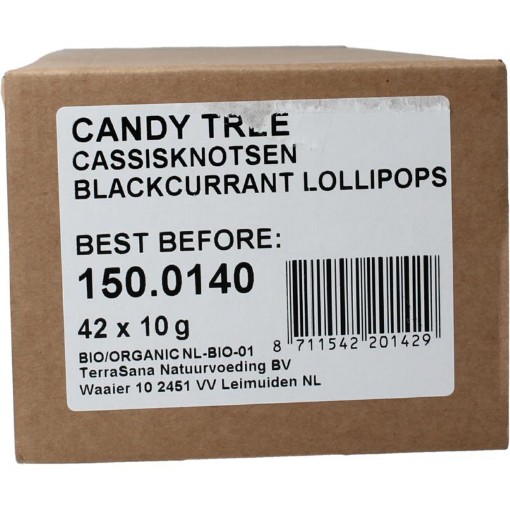 CANDY TREE
CASSISKNOTSEN
BLACKCURRANT LOLLIPOPS
BEST BEFORE:
150.0140
42 x 10 g
BIO/ORGANIC NL-BIO-01
TerraSana Natuurvoeding BV
Waaier 10 2451 VV Leimuiden NL
8 711542 201429